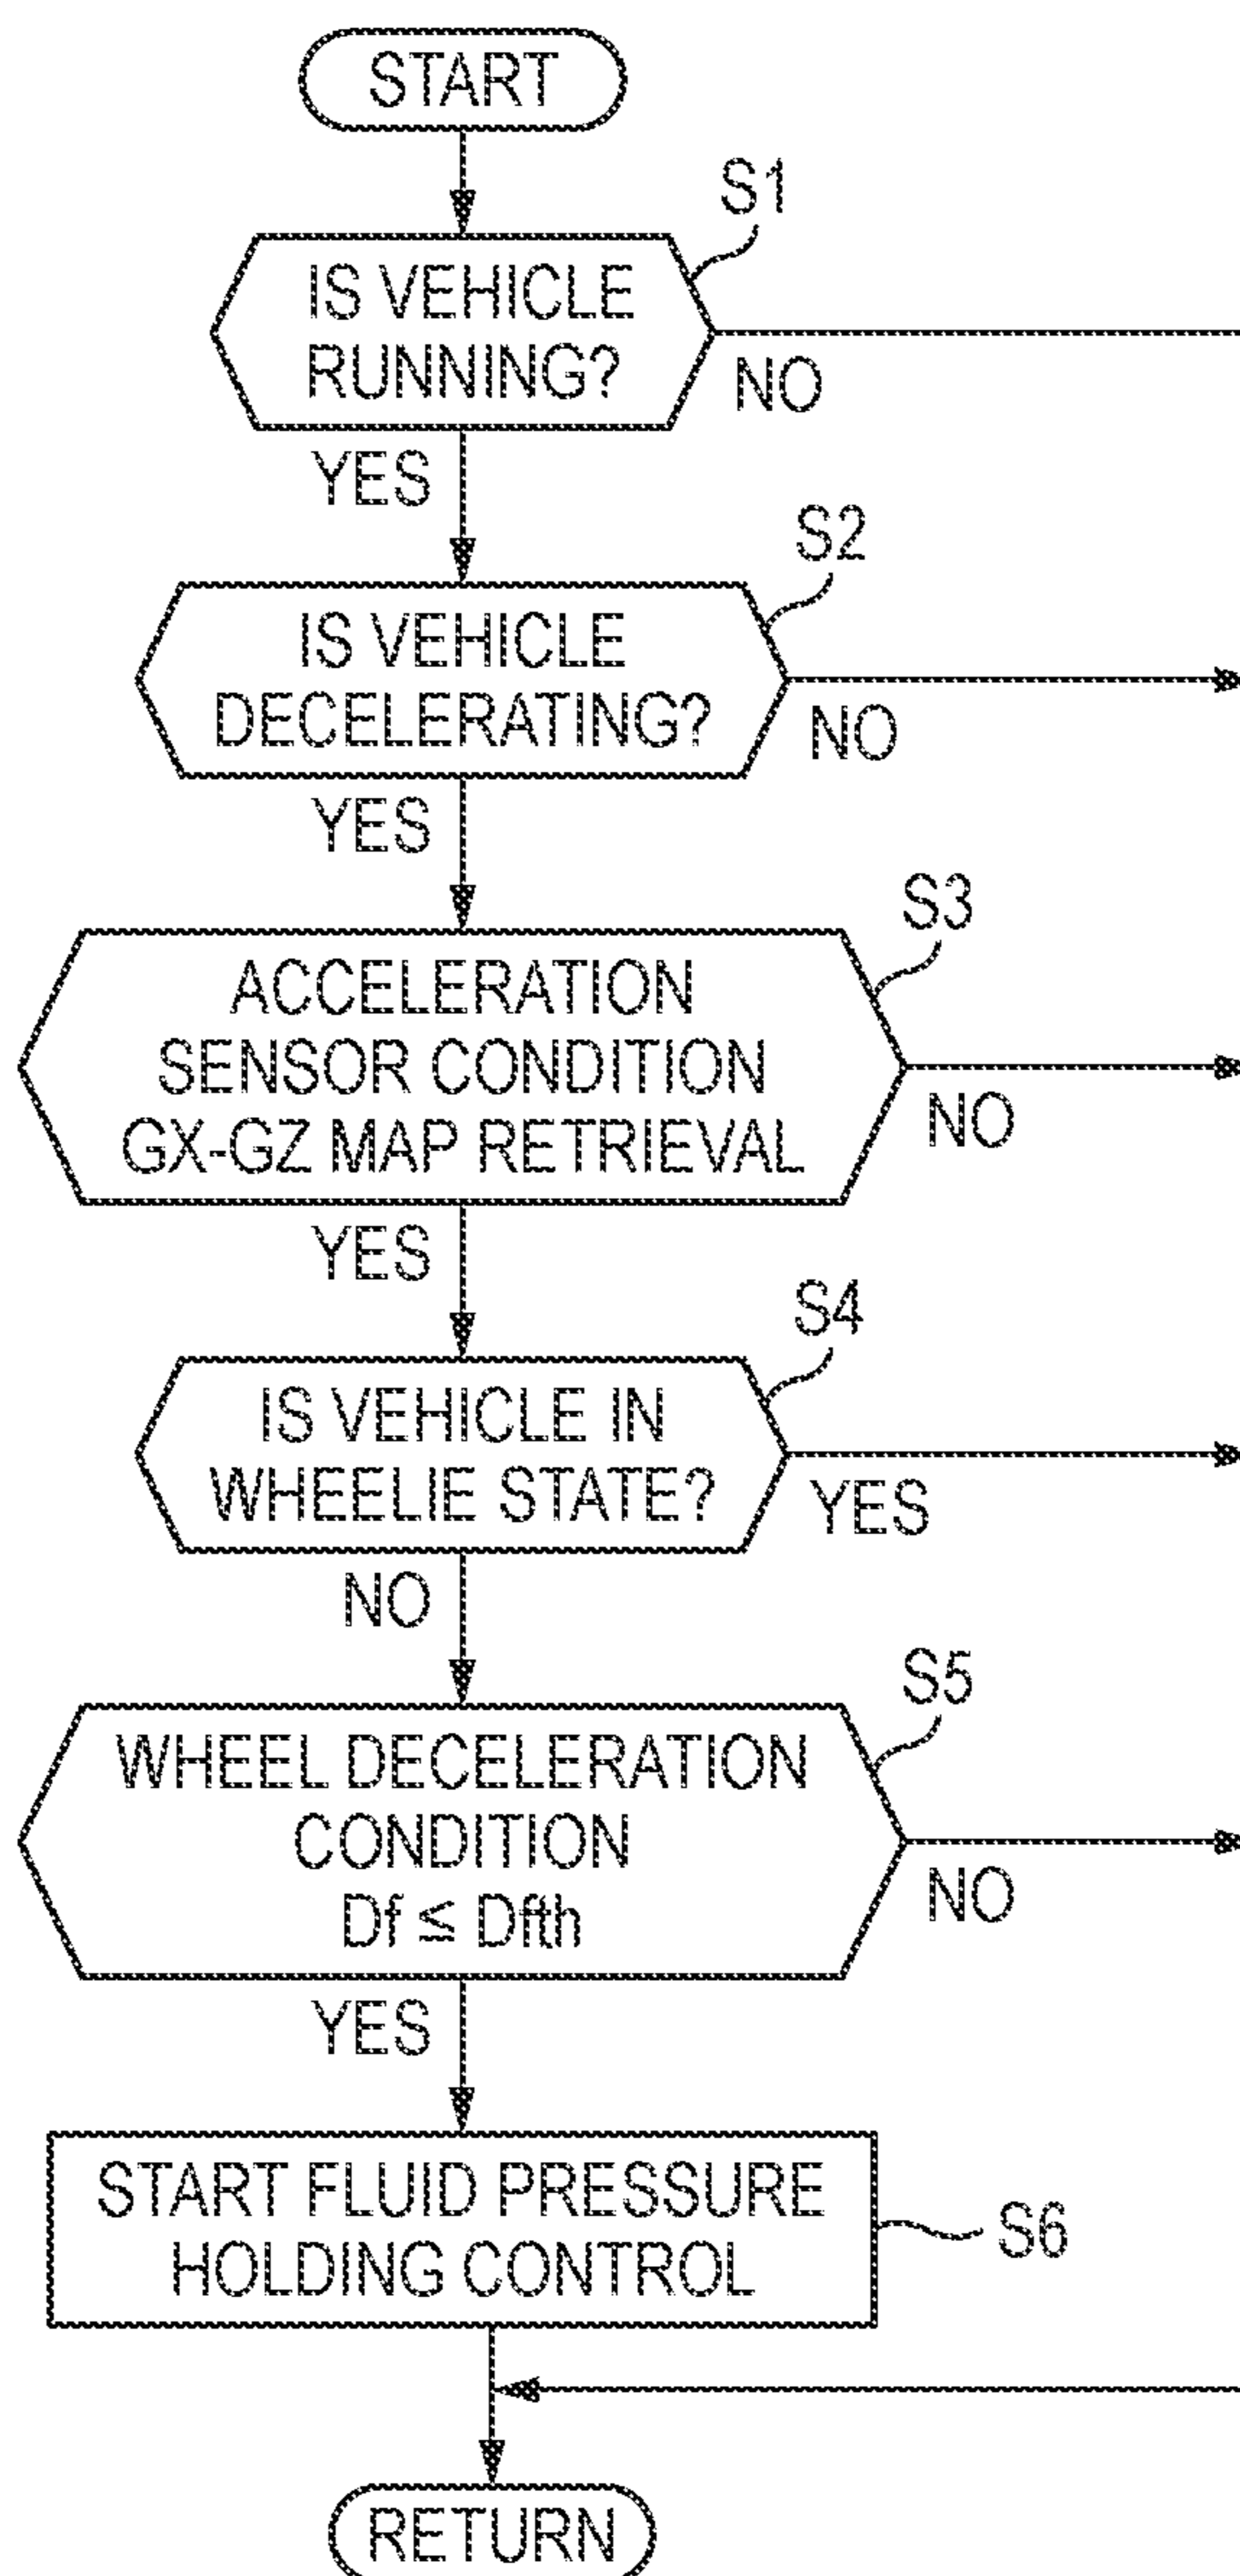 START
S1
IS VEHICLE
RUNNING?
NO
YES
S2
IS VEHICLE
DECELERATING?
NO
YES
S3
ACCELERATION
SENSOR CONDITION
GX-GZ MAP RETRIEVAL
NO
YES
S4
IS VEHICLE IN
WHEELIE STATE?
YES
NO
S5
WHEEL DECELERATION
CONDITION
Df ≤ Dfth
NO
YES
START FLUID PRESSURE
HOLDING CONTROL
S6
RETURN